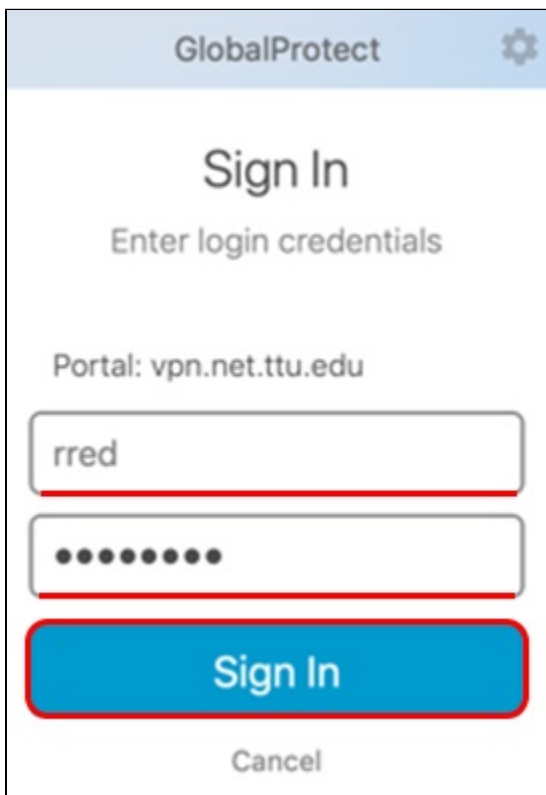 GlobalProtect
Sign In
Enter login credentials
Portal: vpn.net.ttu.edu
rred
••••••••
Sign In
Cancel